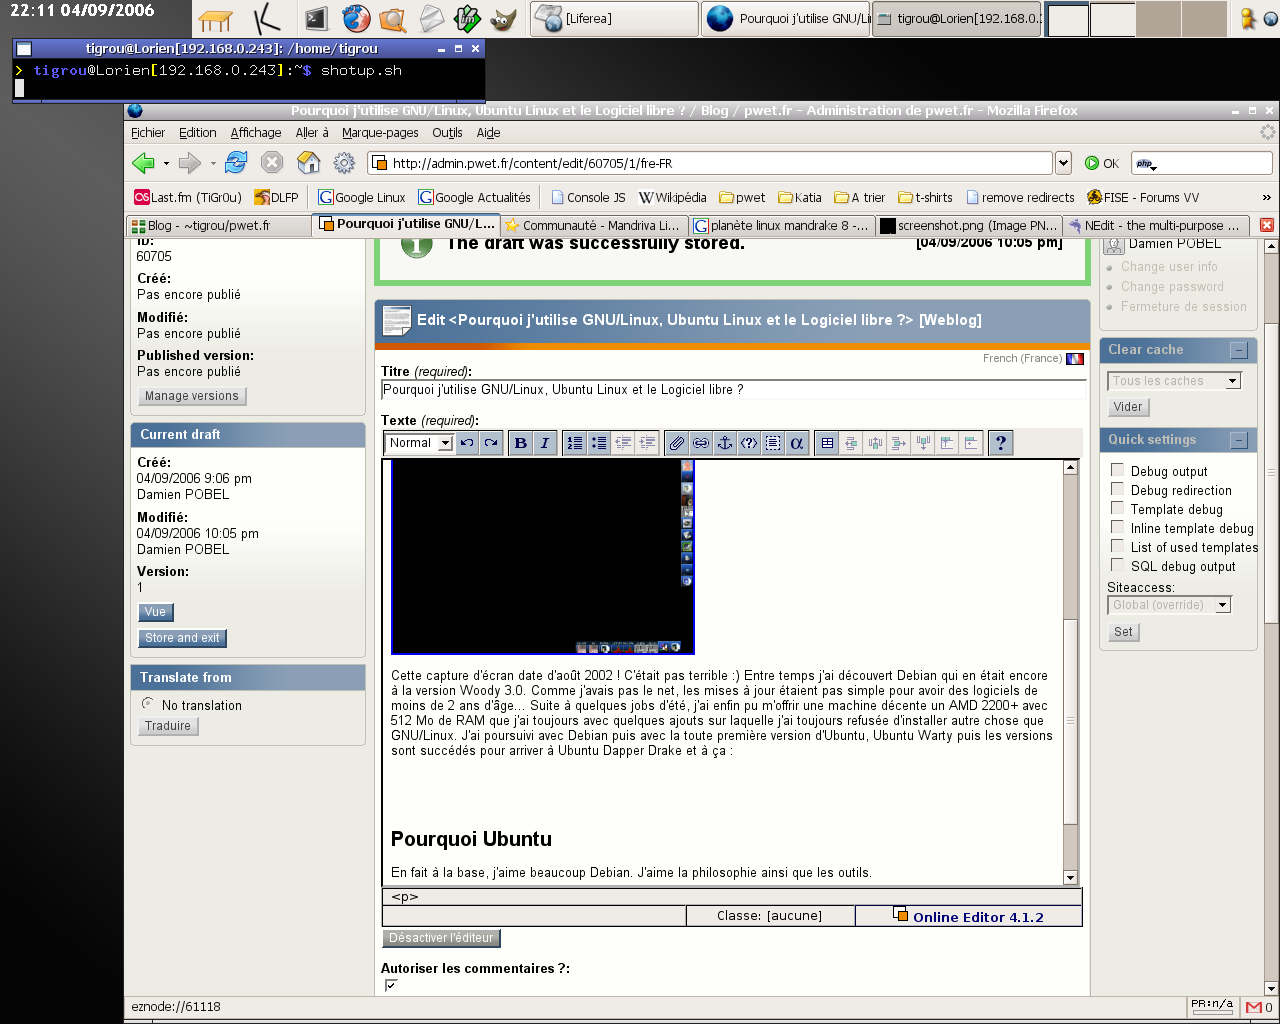 22:11 04/09/2006
[Liferea]
Pourquoi j'utilise GNU/Lin
tigrou@Lorien[192.168.0.
tigrou@Lorien[192.168.0.243]: /home/tigrou
> tigrou@Lorien[192.168.0.243]:~$ shotup.sh
Pourquoi j'utilise GNU/Linux, Ubuntu Linux et le Logiciel libre ? / Blog / pwet.fr - Administration de pwet.fr - Mozilla Firefox
Fichier Edition Affichage Aller à Marque-pages Outils Aide
http://admin.pwet.fr/content/edit/60705/1/fre-FR
OK
php
Last.fm (TiGr0u) DLFP Google Linux Google Actualités Console JS Wikipédia pwet Katia A trier t-shirts remove redirects FISE - Forums VV »
Blog - ~tigrou/pwet.fr
Pourquoi j'utilise GNU/L...
Communauté - Mandriva Li...
planète linux mandrake 8 -...
screenshot.png (Image PN...
NEdit - the multi-purpose ...
ID:
60705
Créé:
Pas encore publié
Modifié:
Pas encore publié
Published version:
Pas encore publié
Manage versions
Current draft
Créé:
04/09/2006 9:06 pm
Damien POBEL
Modifié:
04/09/2006 10:05 pm
Damien POBEL
Version:
1
Vue
Store and exit
Translate from
No translation
Traduire
The draft was successfully stored. [04/09/2006 10:05 pm]
Edit <Pourquoi j'utilise GNU/Linux, Ubuntu Linux et le Logiciel libre ?> [Weblog]
French (France)
Titre (required):
Pourquoi j'utilise GNU/Linux, Ubuntu Linux et le Logiciel libre ?
Texte (required):
Normal
B I
α
?
Cette capture d'écran date d'août 2002 ! C'était pas terrible :) Entre temps j'ai découvert Debian qui en était encore
à la version Woody 3.0. Comme j'avais pas le net, les mises à jour étaient pas simple pour avoir des logiciels de
moins de 2 ans d'âge... Suite à quelques jobs d'été, j'ai enfin pu m'offrir une machine décente un AMD 2200+ avec
512 Mo de RAM que j'ai toujours avec quelques ajouts sur laquelle j'ai toujours refusée d'installer autre chose que
GNU/Linux. J'ai poursuivi avec Debian puis avec la toute première version d'Ubuntu, Ubuntu Warty puis les versions
sont succédés pour arriver à Ubuntu Dapper Drake et à ça :
Pourquoi Ubuntu
En fait à la base, j'aime beaucoup Debian. J'aime la philosophie ainsi que les outils.
<p>
Classe: [aucune]
Online Editor 4.1.2
Désactiver l'éditeur
Autoriser les commentaires ?:
Damien POBEL
Change user info
Change password
Fermeture de session
Clear cache
Tous les caches
Vider
Quick settings
Debug output
Debug redirection
Template debug
Inline template debug
List of used templates
SQL debug output
Siteaccess:
Global (override)
Set
eznode://61118
PR:n/a
0